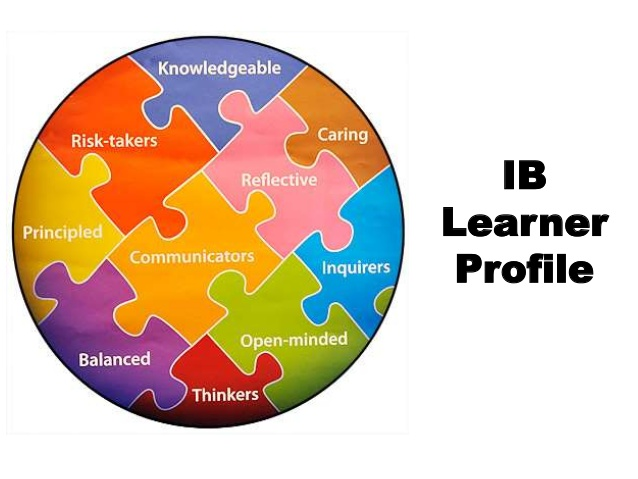 Knowledgeable
Risk-takers
Caring
Reflective
Principled
Communicators
Inquirers
Open-minded
Balanced
Thinkers
IB
Learner
Profile